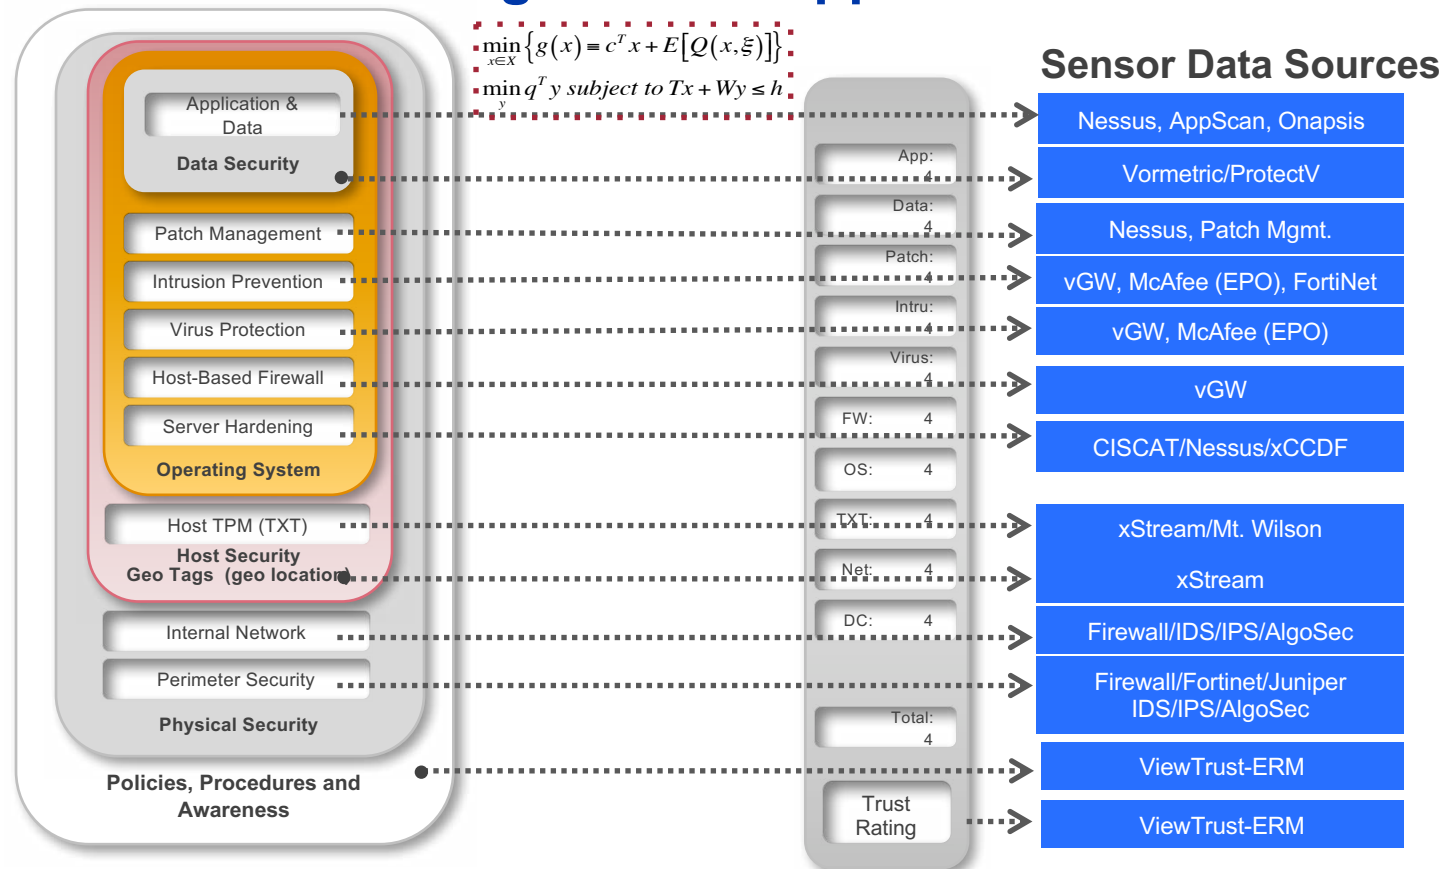 min {g(x) ≡ cᵀx + E[Q(x,ξ)]}
x∈X
min qᵀ y subject to Tx + Wy ≤ h
y
Sensor Data Sources
Application &
Data
Data Security
Patch Management
Intrusion Prevention
Virus Protection
Host-Based Firewall
Server Hardening
Operating System
Host TPM (TXT)
Host Security
Geo Tags (geo location)
Internal Network
Perimeter Security
Physical Security
Policies, Procedures and
Awareness
App:
4
Data:
4
Patch:
4
Intru:
4
Virus:
4
FW: 4
OS: 4
TXT: 4
Net: 4
DC: 4
Total:
4
Trust
Rating
Nessus, AppScan, Onapsis
Vormetric/ProtectV
Nessus, Patch Mgmt.
vGW, McAfee (EPO), FortiNet
vGW, McAfee (EPO)
vGW
CISCAT/Nessus/xCCDF
xStream/Mt. Wilson
xStream
Firewall/IDS/IPS/AlgoSec
Firewall/Fortinet/Juniper
IDS/IPS/AlgoSec
ViewTrust-ERM
ViewTrust-ERM